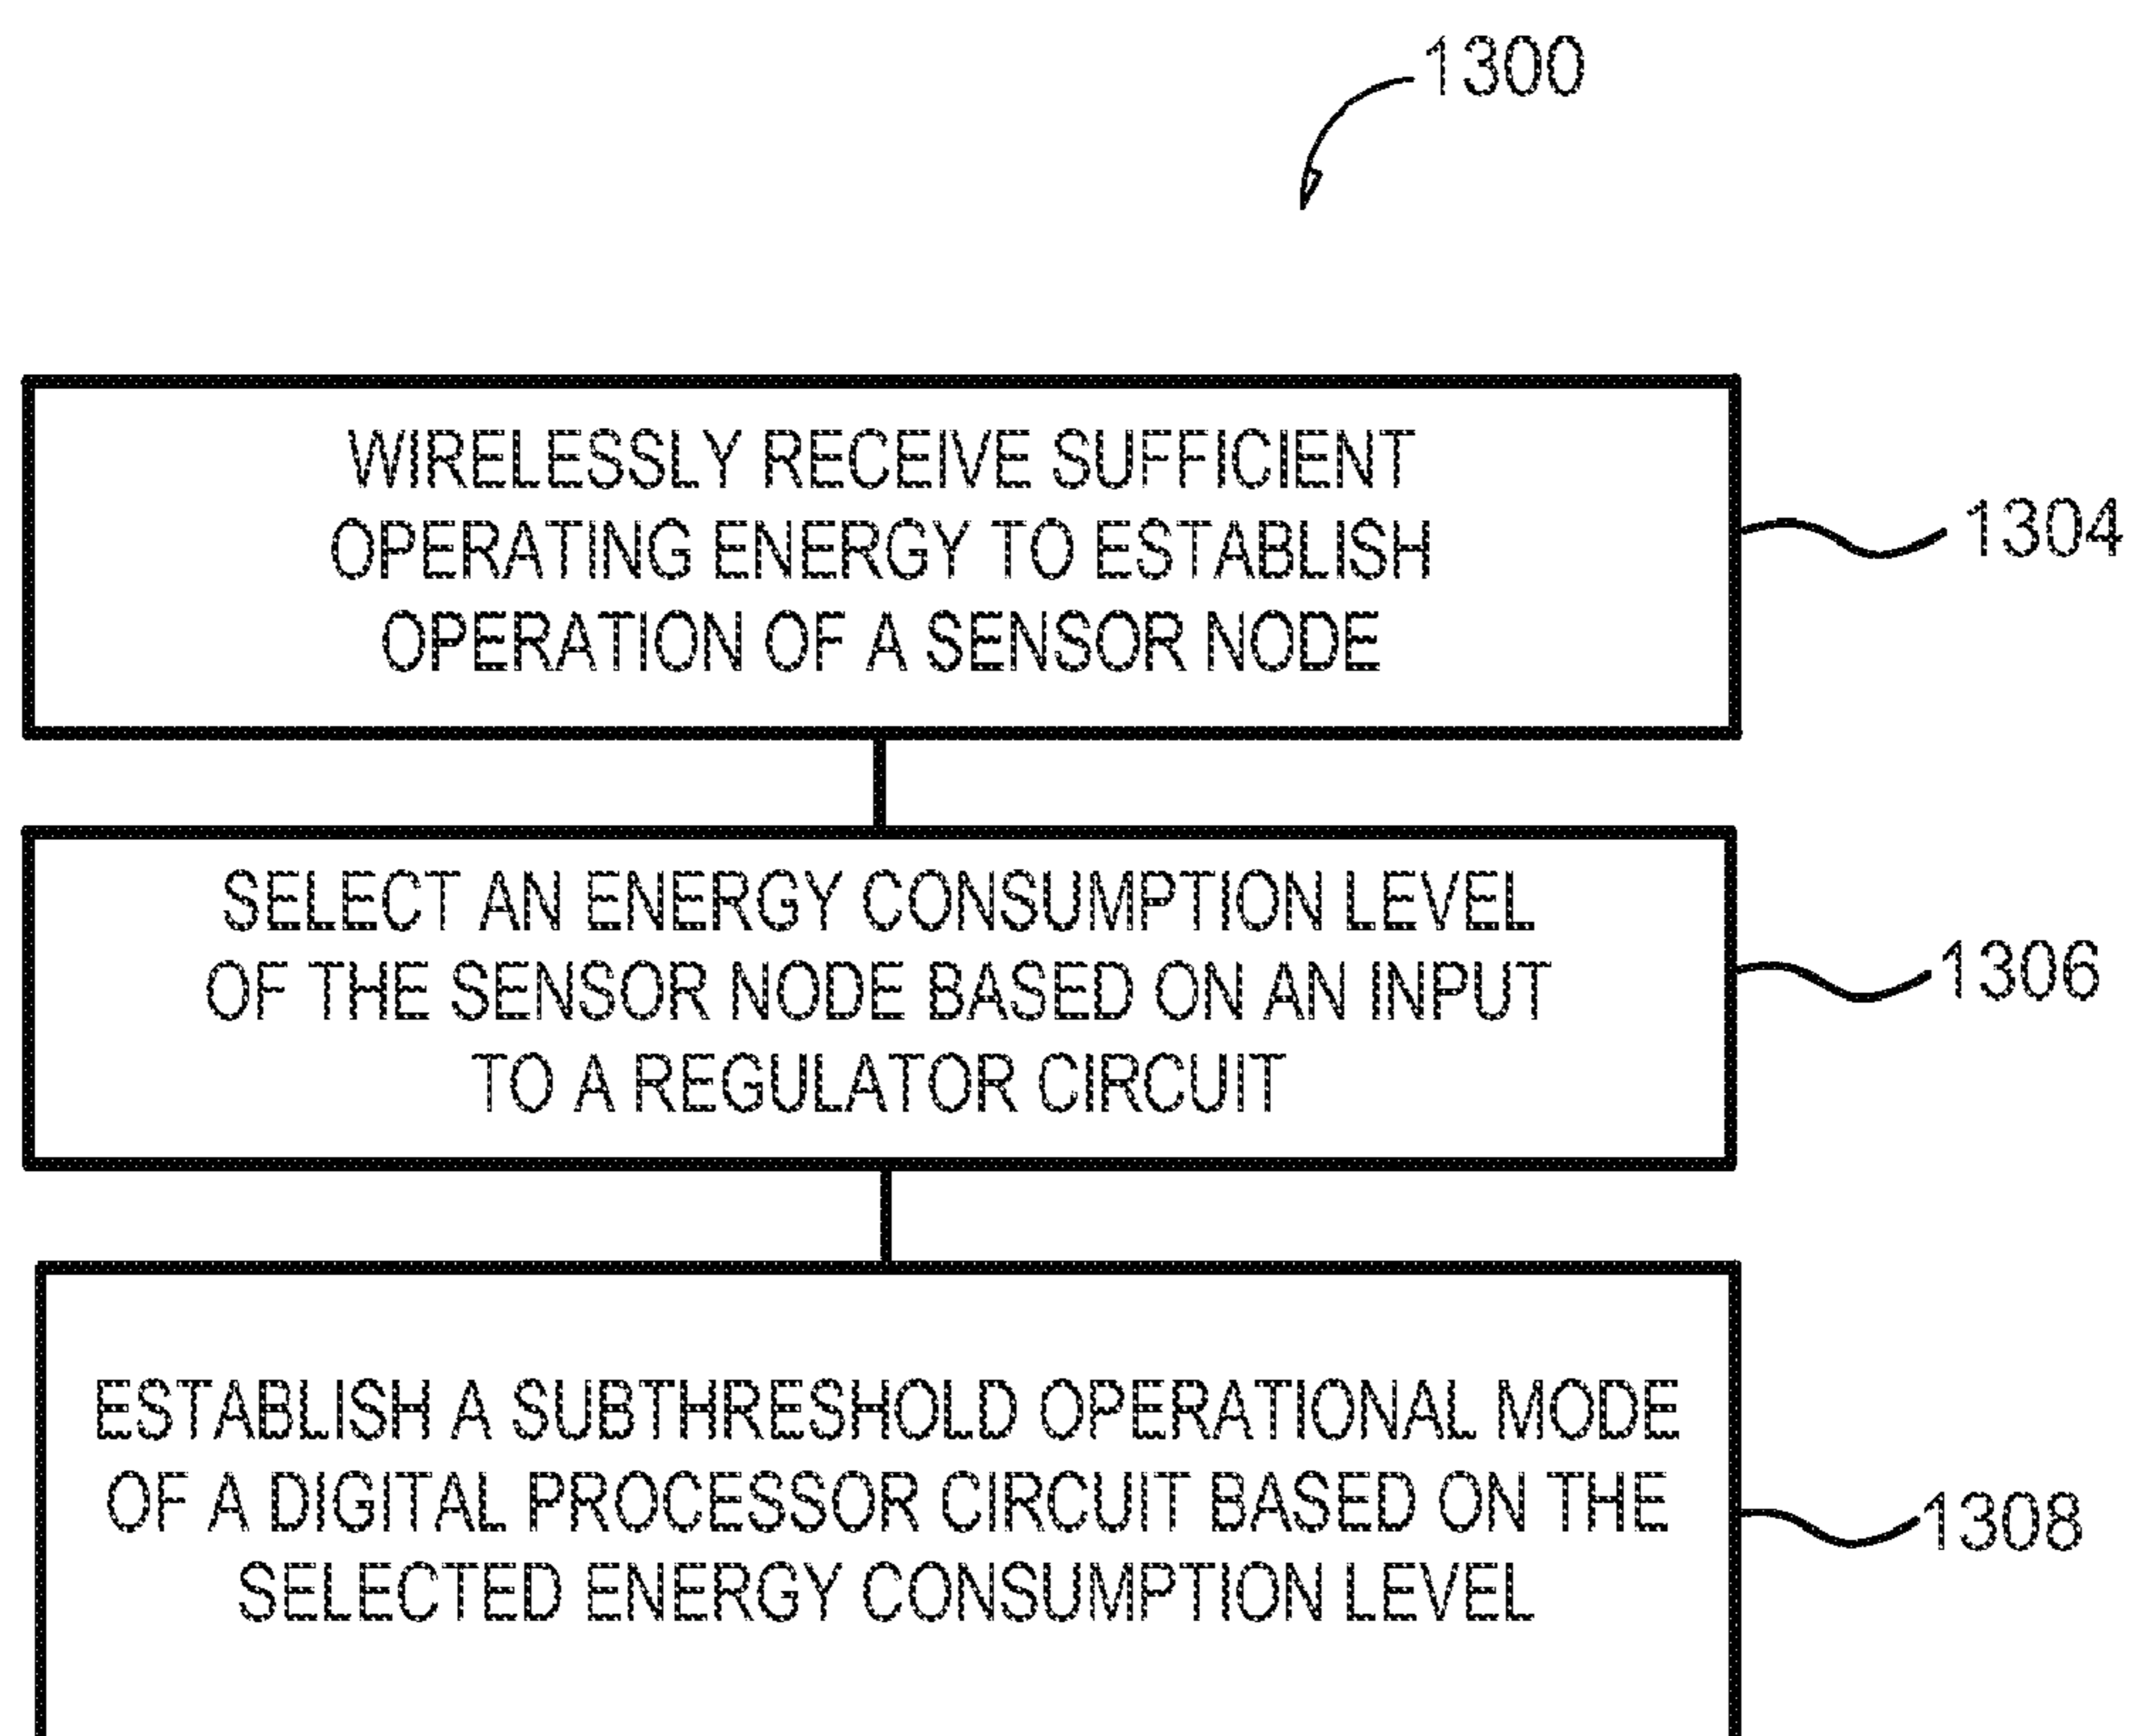 1300
WIRELESSLY RECEIVE SUFFICIENT
OPERATING ENERGY TO ESTABLISH
OPERATION OF A SENSOR NODE
1304
SELECT AN ENERGY CONSUMPTION LEVEL
OF THE SENSOR NODE BASED ON AN INPUT
TO A REGULATOR CIRCUIT
1306
ESTABLISH A SUBTHRESHOLD OPERATIONAL MODE
OF A DIGITAL PROCESSOR CIRCUIT BASED ON THE
SELECTED ENERGY CONSUMPTION LEVEL
1308